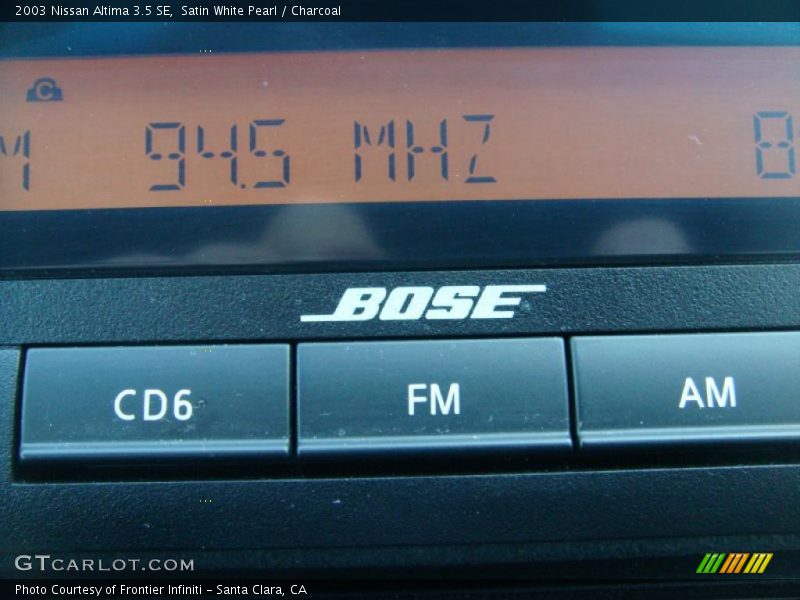 2003 Nissan Altima 3.5 SE, Satin White Pearl / Charcoal
C
M 94.5 MHZ 8
BOSE
CD6 FM AM
GTCARLOT.COM
Photo Courtesy of Frontier Infiniti - Santa Clara, CA